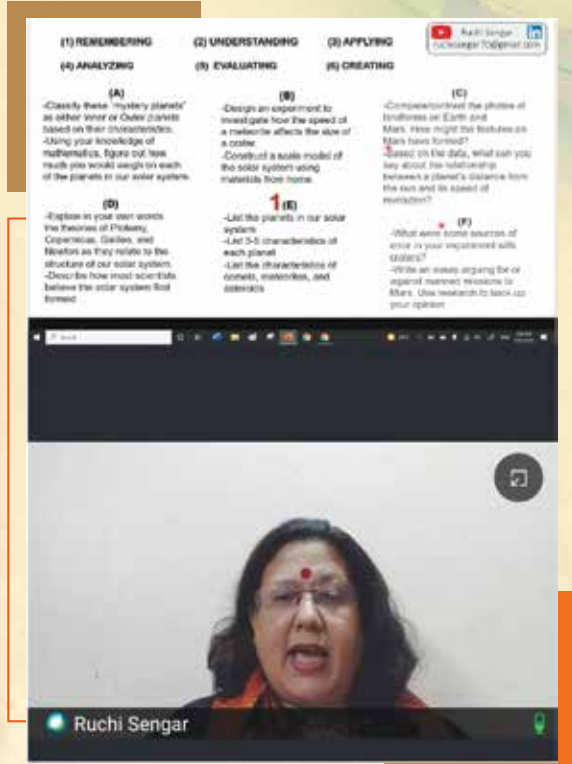 (1) REMEMBERING (2) UNDERSTANDING (3) APPLYING
Ruchi Sengar in
ruchisengar70@gmail.com
(4) ANALYZING (5) EVALUATING (6) CREATING
(A)
-Classify these "mystery planets"
as either Inner or Outer planets
based on their characteristics.
-Using your knowledge of
mathematics, figure out how
much you would weigh on each
of the planets in our solar system.
(B)
-Design an experiment to
investigate how the speed of
a meteorite affects the size of
a crater.
-Construct a scale model of
the solar system using
materials from home.
(C)
-Compare/contrast the photos of
landforms on Earth and
Mars. How might the features on
Mars have formed?
-Based on the data, what can you
say about the relationship
between a planet's distance from
the sun and its speed of
revolution?
(D)
-Explain in your own words
the theories of Ptolemy,
Copernicus, Galileo, and
Newton as they relate to the
structure of our solar system.
-Describe how most scientists
believe the solar system first
formed
1 (E)
-List the planets in our solar
system
-List 3-5 characteristics of
each planet
-List the characteristics of
comets, meteorites, and
asteroids
(F)
-What were some sources of
error in your experiment with
craters?
-Write an essay arguing for or
against manned missions to
Mars. Use research to back up
your opinion
Ruchi Sengar